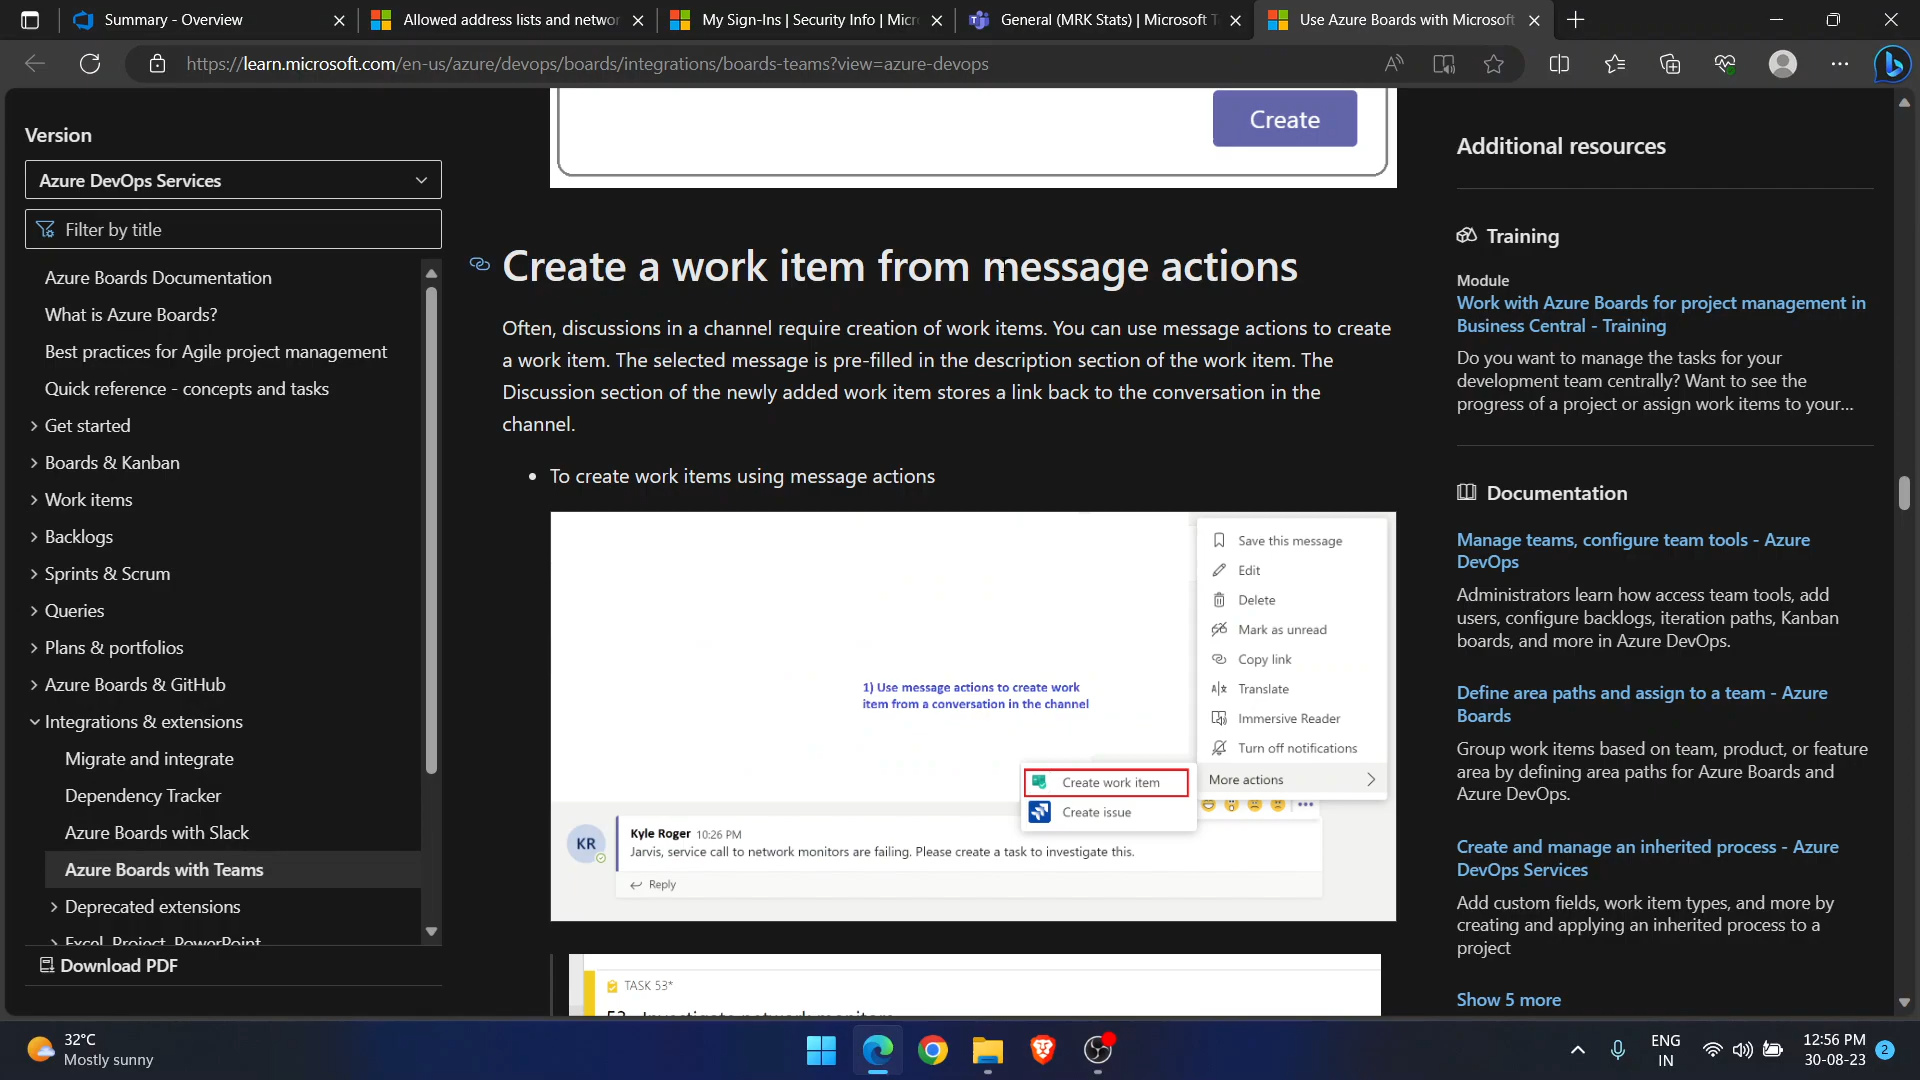 Summary - Overview
Allowed address lists and networ
My Sign-Ins | Security Info | Micr
General (MRK Stats) | Microsoft T
Use Azure Boards with Microsoft
https://learn.microsoft.com/en-us/azure/devops/boards/integrations/boards-teams?view=azure-devops
Version
Azure DevOps Services
Filter by title
Azure Boards Documentation
What is Azure Boards?
Best practices for Agile project management
Quick reference - concepts and tasks
Get started
Boards & Kanban
Work items
Backlogs
Sprints & Scrum
Queries
Plans & portfolios
Azure Boards & GitHub
Integrations & extensions
Migrate and integrate
Dependency Tracker
Azure Boards with Slack
Azure Boards with Teams
Deprecated extensions
Excel, Project, PowerPoint
Download PDF
Create
Create a work item from message actions
Often, discussions in a channel require creation of work items. You can use message actions to create
a work item. The selected message is pre-filled in the description section of the work item. The
Discussion section of the newly added work item stores a link back to the conversation in the
channel.
• To create work items using message actions
Save this message
Edit
Delete
Mark as unread
Copy link
Translate
Immersive Reader
Turn off notifications
More actions
1) Use message actions to create work
item from a conversation in the channel
Create work item
Create issue
KR
Kyle Roger 10:26 PM
Jarvis, service call to network monitors are failing. Please create a task to investigate this.
Reply
TASK 53*
53 Investigate network monitors
Additional resources
Training
Module
Work with Azure Boards for project management in
Business Central - Training
Do you want to manage the tasks for your
development team centrally? Want to see the
progress of a project or assign work items to your...
Documentation
Manage teams, configure team tools - Azure
DevOps
Administrators learn how access team tools, add
users, configure backlogs, iteration paths, Kanban
boards, and more in Azure DevOps.
Define area paths and assign to a team - Azure
Boards
Group work items based on team, product, or feature
area by defining area paths for Azure Boards and
Azure DevOps.
Create and manage an inherited process - Azure
DevOps Services
Add custom fields, work item types, and more by
creating and applying an inherited process to a
project
Show 5 more
32°C
Mostly sunny
ENG
IN
12:56 PM
30-08-23
2